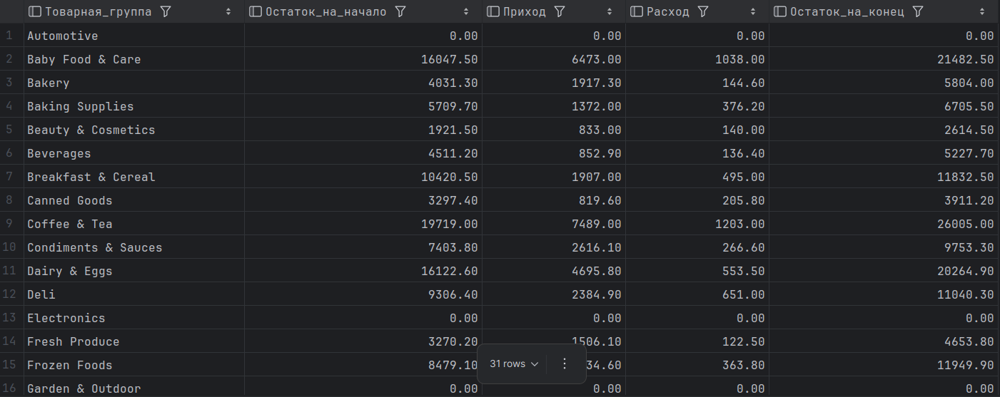 Товарная_группа Остаток_на_начало Приход Расход Остаток_на_конец
1 Automotive 0.00 0.00 0.00 0.00
2 Baby Food & Care 16047.50 6473.00 1038.00 21482.50
3 Bakery 4031.30 1917.30 144.60 5804.00
4 Baking Supplies 5709.70 1372.00 376.20 6705.50
5 Beauty & Cosmetics 1921.50 833.00 140.00 2614.50
6 Beverages 4511.20 852.90 136.40 5227.70
7 Breakfast & Cereal 10420.50 1907.00 495.00 11832.50
8 Canned Goods 3297.40 819.60 205.80 3911.20
9 Coffee & Tea 19719.00 7489.00 1203.00 26005.00
10 Condiments & Sauces 7403.80 2616.10 266.60 9753.30
11 Dairy & Eggs 16122.60 4695.80 553.50 20264.90
12 Deli 9306.40 2384.90 651.00 11040.30
13 Electronics 0.00 0.00 0.00 0.00
14 Fresh Produce 3270.20 1506.10 122.50 4653.80
15 Frozen Foods 8479.10 34.60 363.80 11949.90
31 rows
16 Garden & Outdoor 0.00 0.00 0.00 0.00